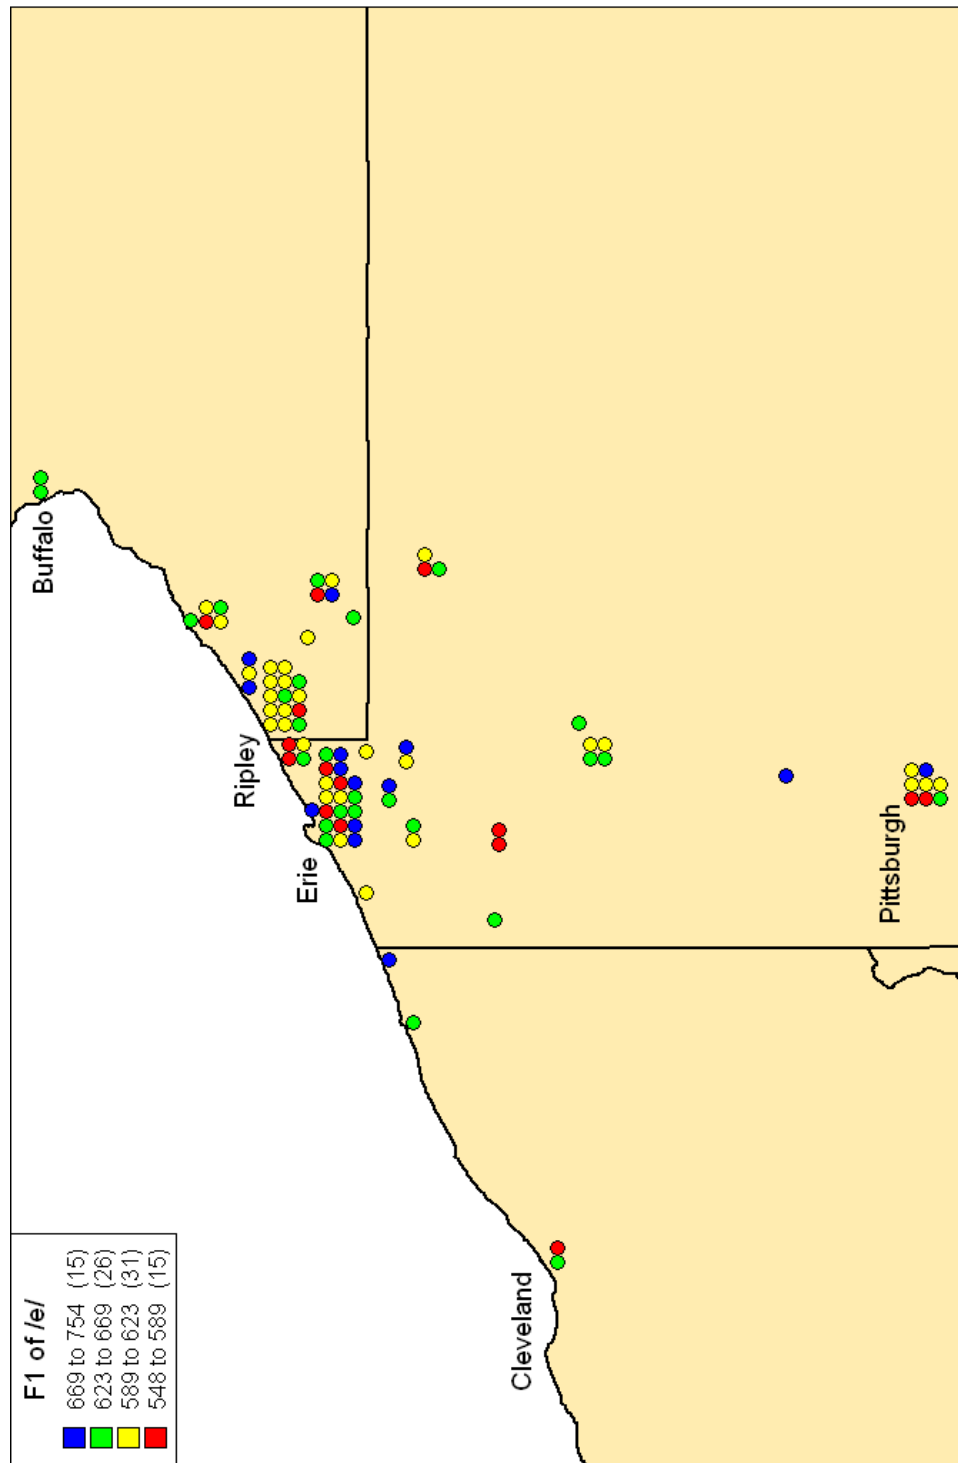 F1 of /e/
669 to 754 (15)
623 to 669 (26)
589 to 623 (31)
548 to 589 (15)
Buffalo
Ripley
Erie
Cleveland
Pittsburgh